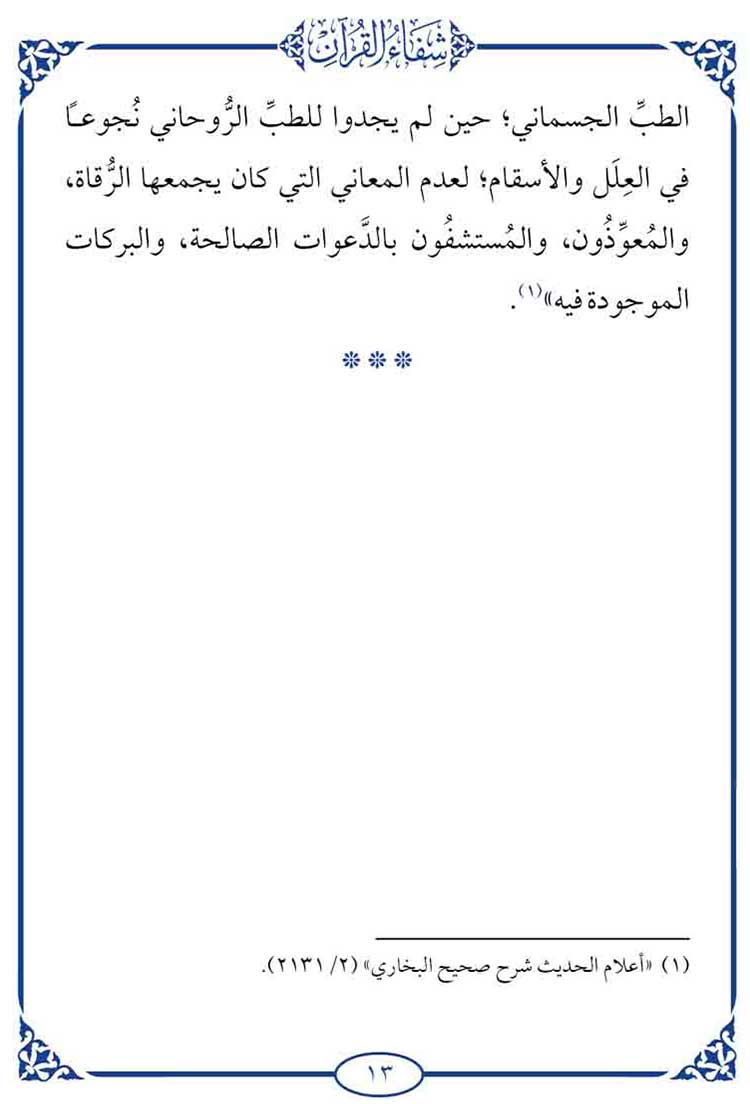 شِفَاءُ القُرْآنِ
الطبِّ الجسماني؛ حين لم يجدوا للطبِّ الرُّوحاني نُجوعًا
في العِلَل والأسقام؛ لعدم المعاني التي كان يجمعها الرُّقاة،
والمُعوِّذُون، والمُستشفُون بالدَّعوات الصالحة، والبركات
الموجودة فيه»(١).
(١) «أعلام الحديث شرح صحيح البخاري» (٢/ ٢١٣١).
١٣